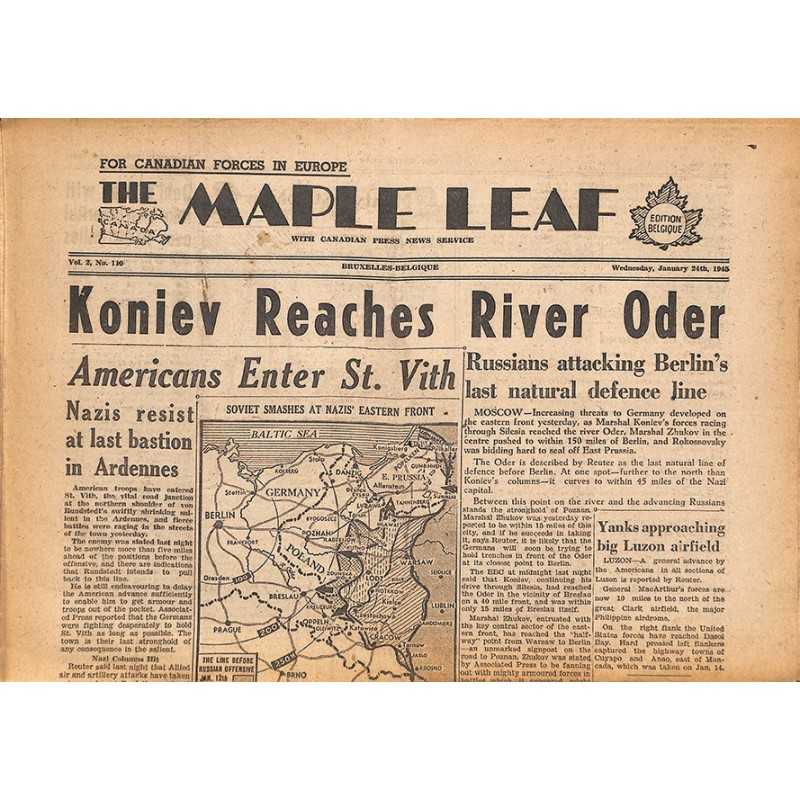 FOR CANADIAN FORCES IN EUROPE
THE MAPLE LEAF
CANADA
EDITION
BELGIQUE
WITH CANADIAN PRESS NEWS SERVICE
Vol. 2, No. 110
BRUXELLES-BELGIQUE
Wednesday, January 24th, 1945
Koniev Reaches River Oder
Americans Enter St. Vith
Nazis resist
at last bastion
in Ardennes
American troops have entered
St. Vith, the vital road junction
at the northern shoulder of von
Rundstedt's swiftly shrinking sal-
ient in the Ardennes, and fierce
battles were raging in the streets
of the town yesterday.
The enemy was stated last night
to be nowhere more than five miles
ahead of the positions before the
offensive, and there are indications
that Rundstedt intends to pull
back to this line.
He is still endeavouring to delay
the American advance sufficiently
to enable him to get armour and
troops out of the pocket. Associat-
ed Press reported that the Germans
were fighting desperately to hold
St. Vith as long as possible. The
town is their last stronghold of
any consequence in the salient.
Nazi Columns Hit
Reuter said last night that Allied
air and artillery attacks have taken
SOVIET SMASHES AT NAZIS' EASTERN FRONT
BALTIC SEA
Konigsberg
Tilsit
KOLBERG
DANZIG
GUMBINNEN
E. PRUSSIA
Stettin
GERMANY
Allenstein
TANNENBERG
BERLIN
BYDGOSZCZ
FRANKFORT
POZNAN
POLAND
WARSAW
SIEDLCE
Dresden
LODZ
BRESLAU
LUBLIN
KREUZBURG
OPPELN
PRAGUE
CRACOW
Tarnow
JASLO
KROSNO
BRNO
200
250
THE LINE BEFORE
RUSSIAN OFFENSIVE
JAN. 12th
Russians attacking Berlin's
last natural defence line
MOSCOW—Increasing threats to Germany developed on
the eastern front yesterday, as Marshal Koniev's forces racing
through Silesia reached the river Oder. Marshal Zhukov in the
centre pushed to within 150 miles of Berlin, and Rokossovsky
was bidding hard to seal off East Prussia.
The Oder is described by Reuter as the last natural line of
defence before Berlin. At one spot—further to the north than
Koniev's columns—it curves to within 45 miles of the Nazi
capital.
Between this point on the river and the advancing Russians
stands the stronghold of Poznan.
Marshal Zhukov was yesterday re-
ported to be within 15 miles of this
city, and if he succeeds in taking
it, says Reuter, it is likely that the
Germans will soon be trying to
hold trenches in front of the Oder
at its closest point to Berlin.
The BBC at midnight last night
said that Koniev, continuing his
drive through Silesia, had reached
the Oder in the vicinity of Breslau
on a 40 mile front, and was within
only 15 miles of Breslau itself.
Marshal Zhukov, entrusted with
the key central sector of the east-
ern front, has reached the "half-
way" point from Warsaw to Berlin
—an unmarked signpost on the
road to Poznan. Zhukov was stated
by Associated Press to be fanning
out with mighty armoured forces in
Yanks approaching
big Luzon airfield
LUZON—A general advance by
the Americans in all sections of
Luzon is reported by Reuter.
General MacArthur's forces are
now 19 miles to the north of the
great Clark airfield, the major
Philippine airdrome.
On the right flank the United
States forces have reached Dasol
Bay. Hard pressed left flankers
captured the highway towns of
Cuyapo and Anao, east of Mon-
cada, which was taken on Jan. 14.